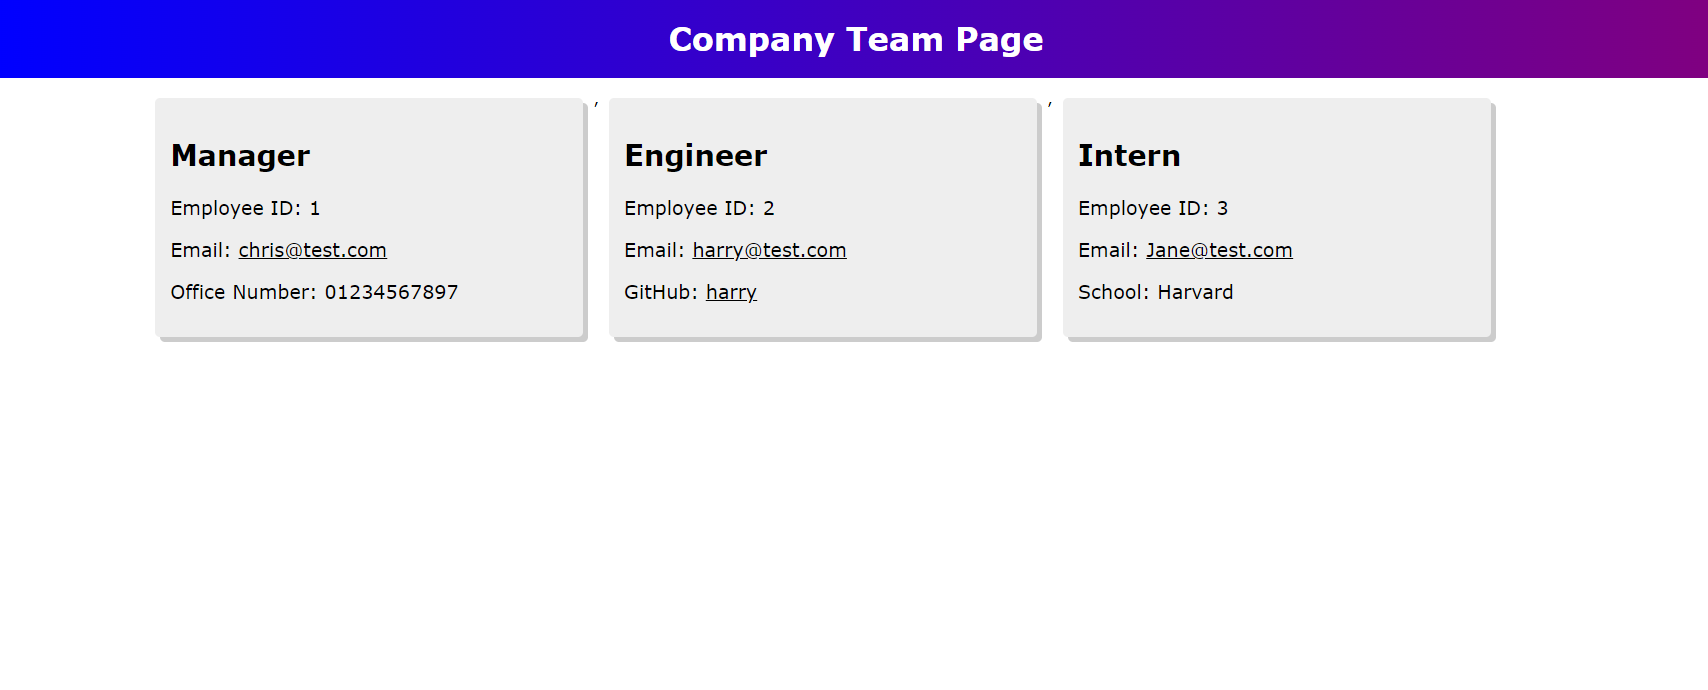 Company Team Page
, ,
Manager
Employee ID: 1
Email: chris@test.com
Office Number: 01234567897
Engineer
Employee ID: 2
Email: harry@test.com
GitHub: harry
Intern
Employee ID: 3
Email: Jane@test.com
School: Harvard